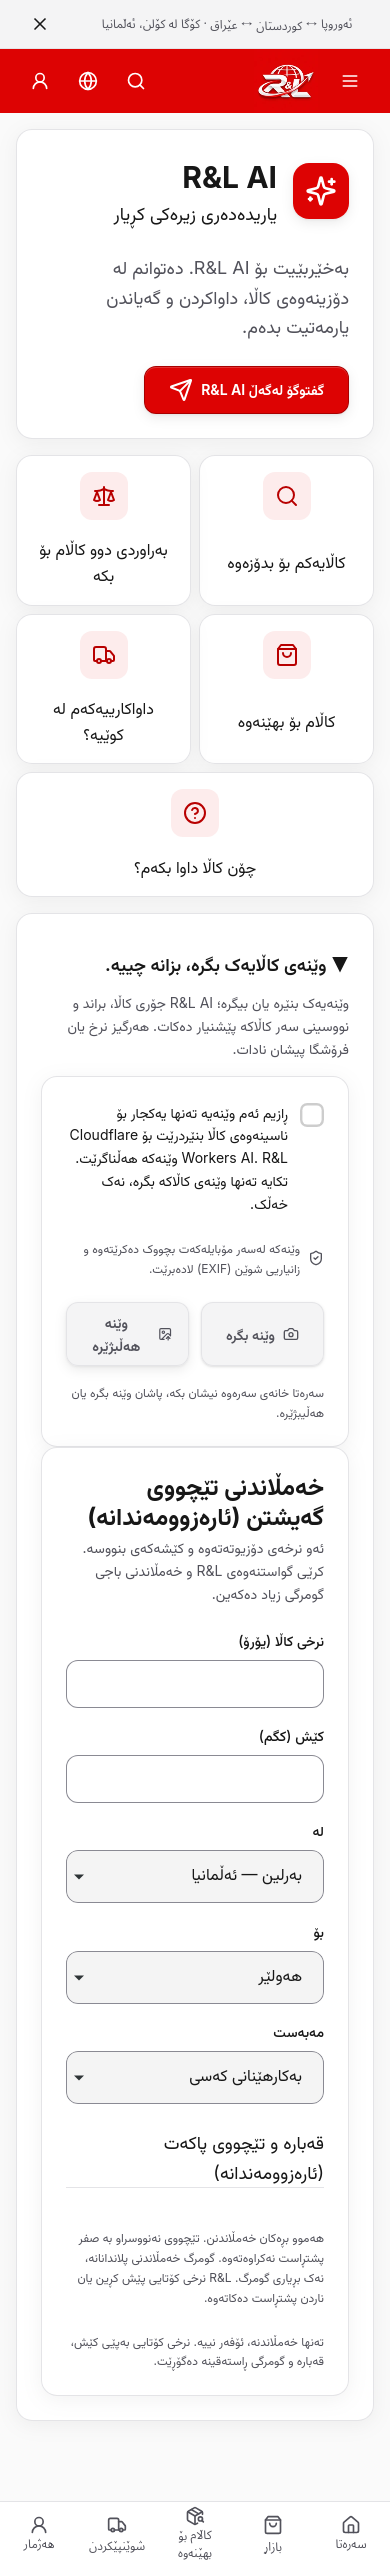 ئەوروپا ↔ کوردستان ↔ عێراق · کۆگا لە کۆلن، ئەڵمانیا
R&L
R&L AI
یاریدەدەری زیرەکی کڕیار
بەخێربێیت بۆ R&L AI. دەتوانم لە
دۆزینەوەی کاڵا، داواکردن و گەیاندن
یارمەتیت بدەم.
گفتوگۆ لەگەڵ R&L AI
کاڵایەکم بۆ بدۆزەوە
بەراوردی دوو کاڵام بۆ
بکە
کاڵام بۆ بهێنەوە
داواکارییەکەم لە
کوێیە؟
چۆن کاڵا داوا بکەم؟
▼ وێنەی کاڵایەک بگرە، بزانە چییە.
وێنەیەک بنێرە یان بیگرە؛ R&L AI جۆری کاڵا، براند و
نووسینی سەر کاڵاکە پێشنیار دەکات. هەرگیز نرخ یان
فرۆشگا پیشان نادات.
ڕازیم ئەم وێنەیە تەنها یەکجار بۆ
ناسینەوەی کاڵا بنێردرێت بۆ Cloudflare
Workers AI. R&L وێنەکە هەڵناگرێت.
تکایە تەنها وێنەی کاڵاکە بگرە، نەک
خەڵک.
وێنەکە لەسەر مۆبایلەکەت بچووک دەکرێتەوە و
زانیاریی شوێن (EXIF) لادەبرێت.
وێنە بگرە
وێنە
هەڵبژێرە
سەرەتا خانەی سەرەوە نیشان بکە، پاشان وێنە بگرە یان
هەڵیبژێرە.
خەمڵاندنی تێچووی
گەیشتن (ئارەزوومەندانە)
ئەو نرخەی دۆزیوتەتەوە و کێشەکەی بنووسە.
کرێی گواستنەوەی R&L و خەمڵاندنی باجی
گومرگی زیاد دەکەین.
نرخی کاڵا (یۆرۆ)
کێش (کگم)
لە
بەرلین — ئەڵمانیا
بۆ
هەولێر
مەبەست
بەکارهێنانی کەسی
قەبارە و تێچووی پاکەت
(ئارەزوومەندانە)
هەموو بڕەکان خەمڵاندنن. تێچووی نەنووسراو بە صفر
پشتڕاست نەکراوەتەوە. گومرگ خەمڵاندنی پلاندانانە،
نەک بڕیاری گومرگ. R&L نرخی کۆتایی پێش کڕین یان
ناردن پشتڕاست دەکاتەوە.
تەنها خەمڵاندنە، ئۆفەر نییە. نرخی کۆتایی بەپێی کێش،
قەبارە و گومرگی ڕاستەقینە دەگۆڕێت.
سەرەتا
بازاڕ
کاڵام بۆ
بهێنەوە
شوێنپێکردن
هەژمار